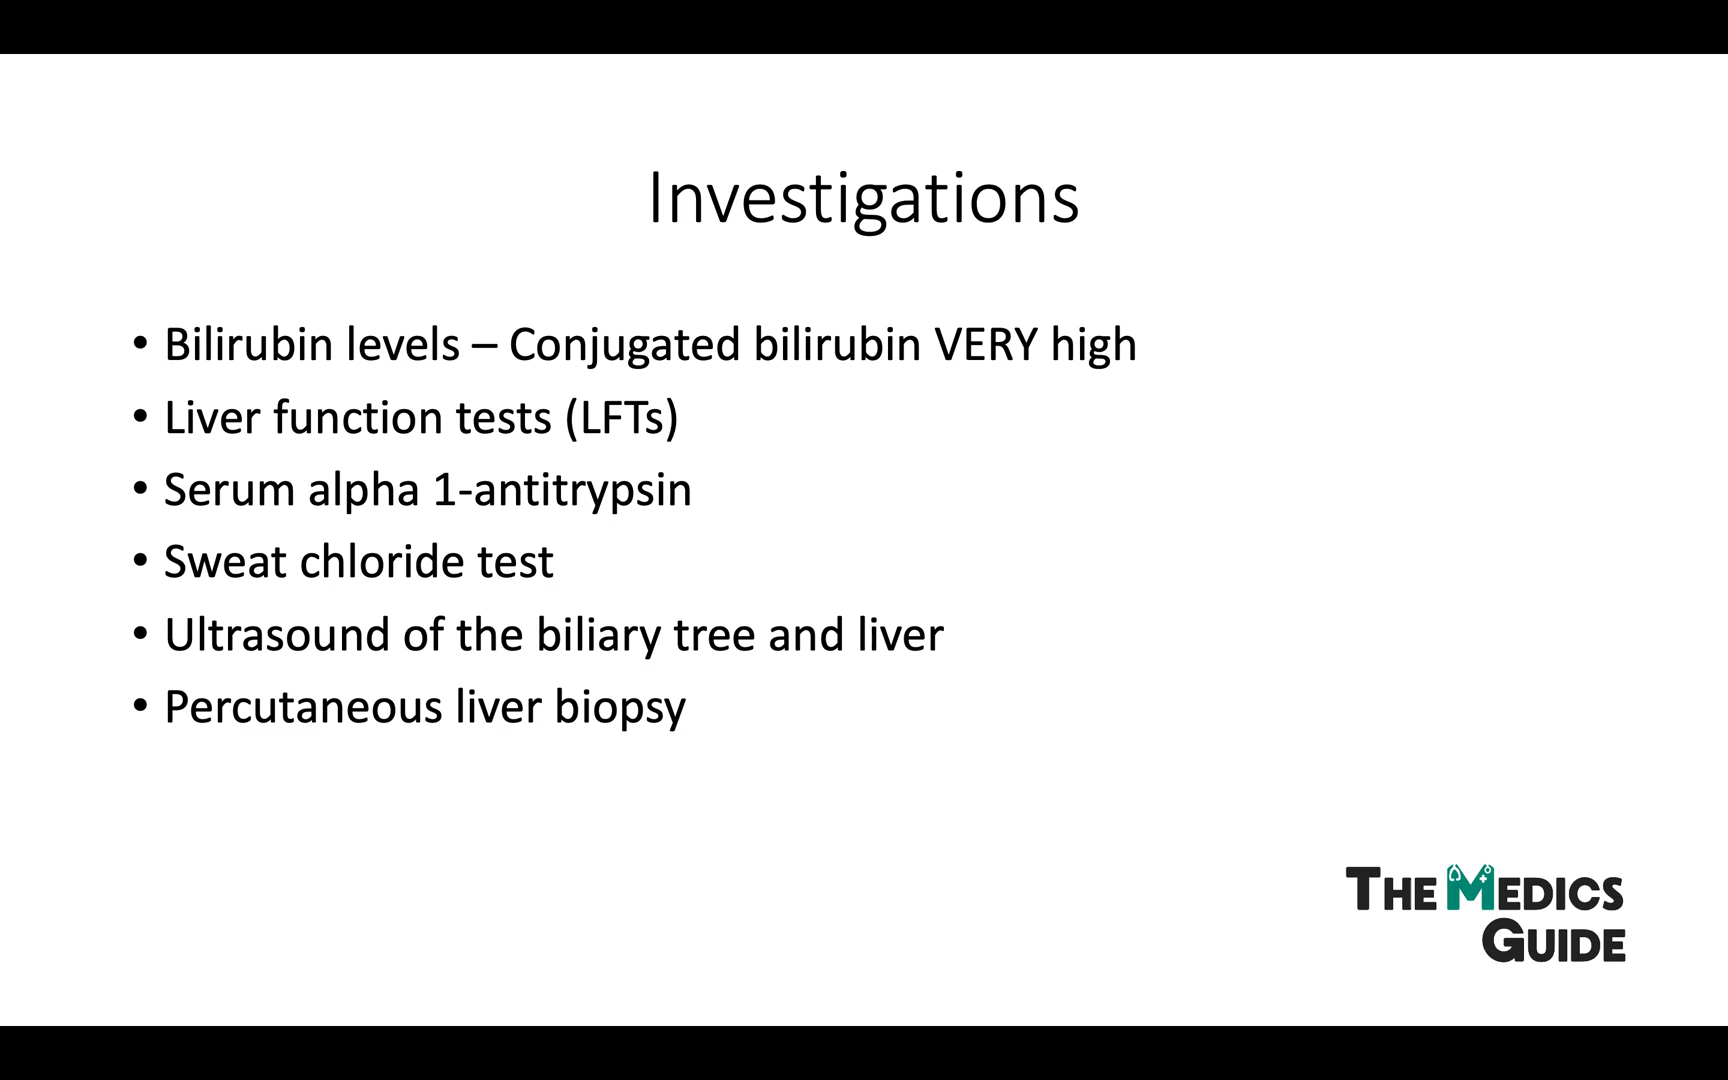 Investigations
• Bilirubin levels – Conjugated bilirubin VERY high
• Liver function tests (LFTs)
• Serum alpha 1-antitrypsin
• Sweat chloride test
• Ultrasound of the biliary tree and liver
• Percutaneous liver biopsy
THE MEDICS
GUIDE